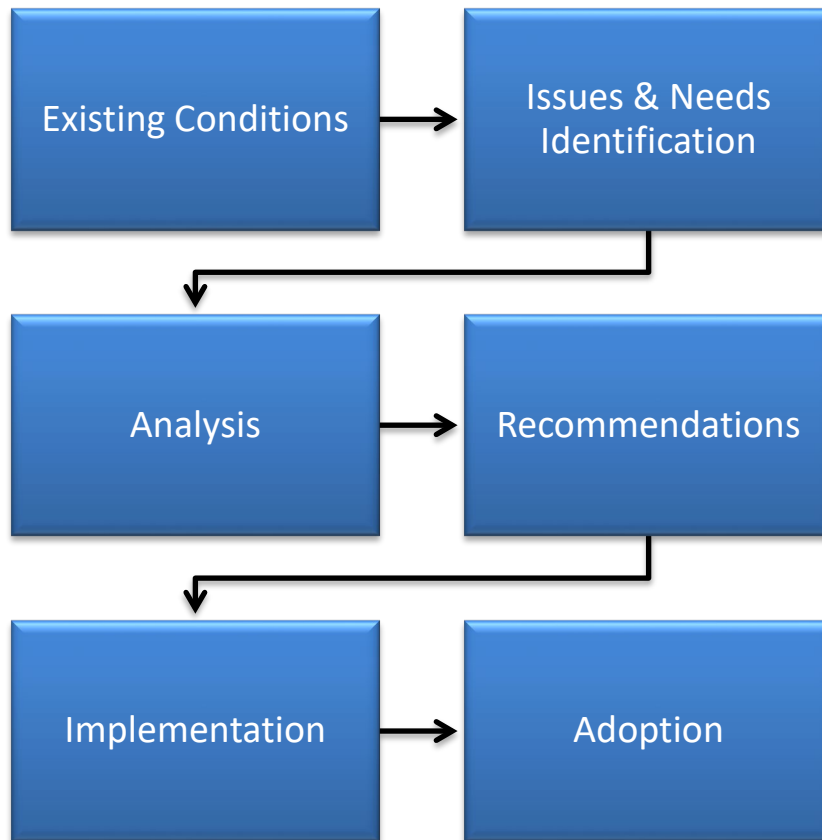 Existing Conditions
Issues & Needs
Identification
Analysis
Recommendations
Implementation
Adoption